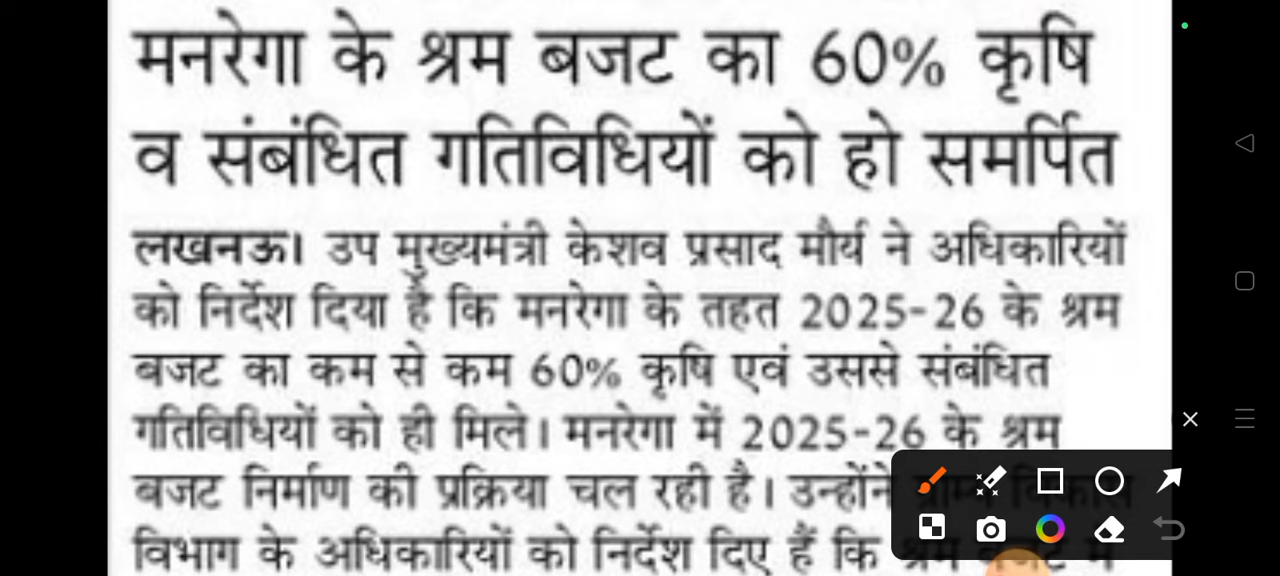 मनरेगा के श्रम बजट का 60% कृषि
व संबंधित गतिविधियों को हो समर्पित
लखनऊ। उप मुख्यमंत्री केशव प्रसाद मौर्य ने अधिकारियों
को निर्देश दिया है कि मनरेगा के तहत 2025-26 के श्रम
बजट का कम से कम 60% कृषि एवं उससे संबंधित
गतिविधियों को ही मिले। मनरेगा में 2025-26 के श्रम
बजट निर्माण की प्रक्रिया चल रही है। उन्होंने
विभाग के अधिकारियों को निर्देश दिए हैं कि